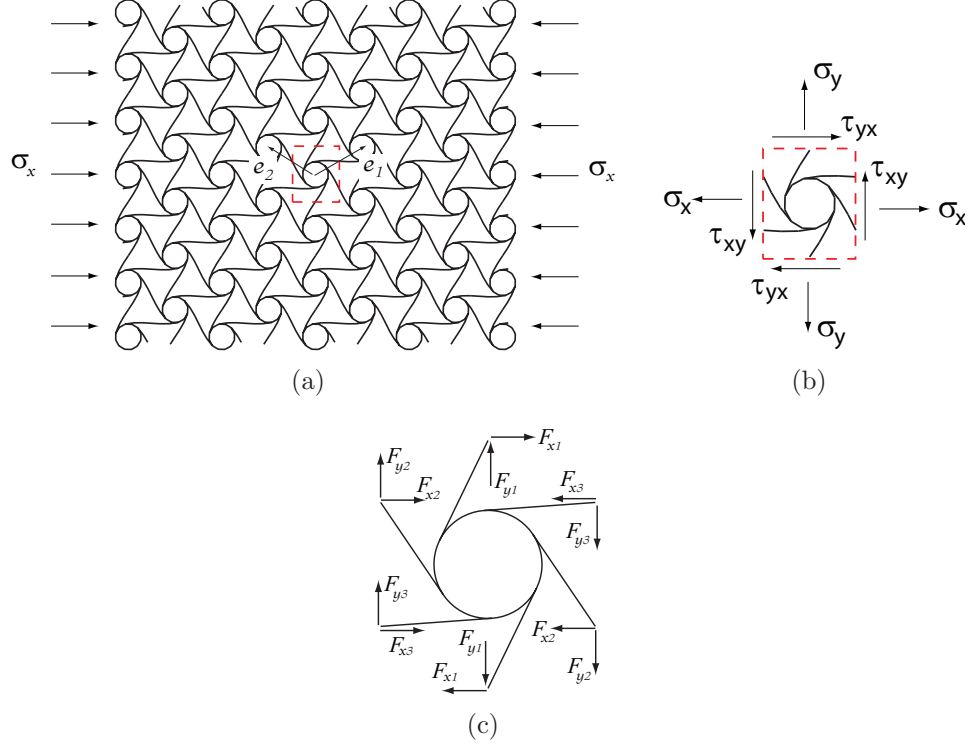 σx
e2
e1
σx
(a)
σy
τyx
τxy
σx
σx
τxy
τyx
σy
(b)
Fx1
Fy2
Fy1
Fx2
Fx3
Fy3
Fy3
Fx3
Fy1
Fx2
Fy2
Fx1
(c)